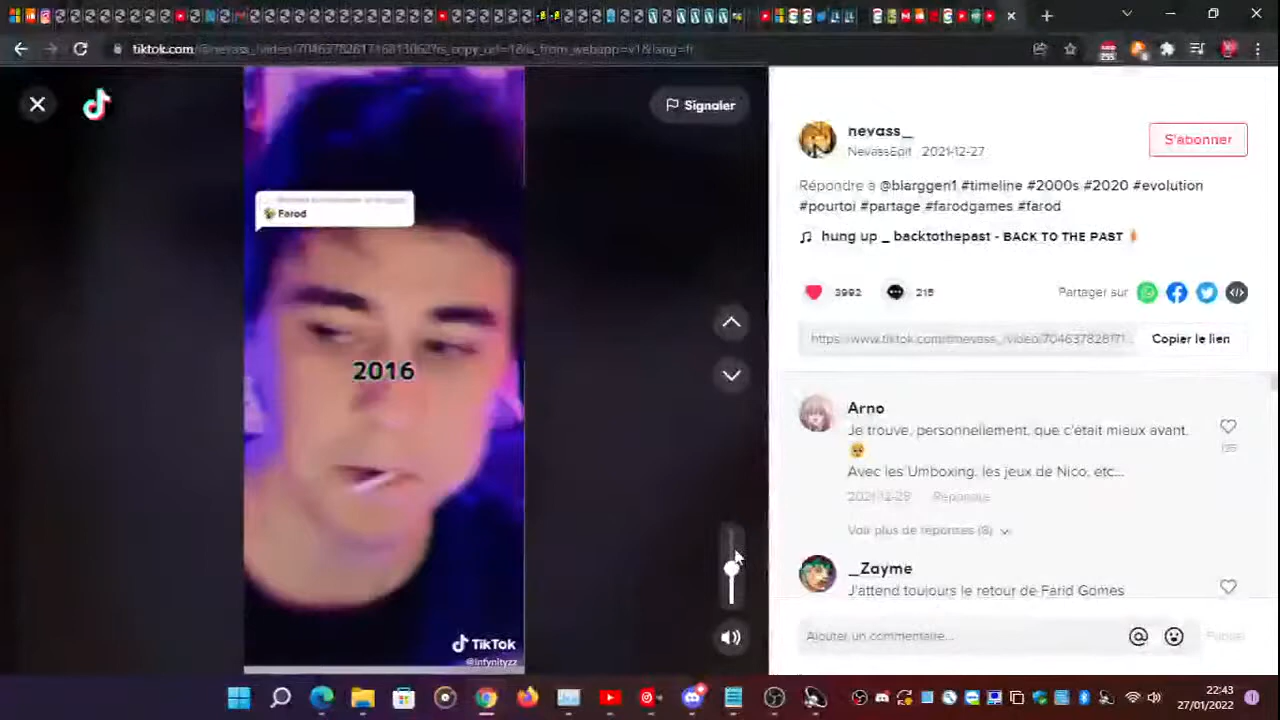 tiktok.com
Signaler
Farod
2016
TikTok
@infynityzz
nevass_
NevassEdit 2021-12-27
S'abonner
Répondre à @blarggen1 #timeline #2000s #2020 #evolution
#pourtoi #partage #farodgames #farod
hung up _ backtothepast - BACK TO THE PAST
3992
215
Partager sur
Copier le lien
Arno
Je trouve, personnellement, que c'était mieux avant.
Avec les Umboxing, les jeux de Nico, etc...
2021-12-28 Répondre
Voir plus de réponses (8)
_Zayme
J'attend toujours le retour de Farid Games
Ajouter un commentaire...
Publier
22:43
27/01/2022